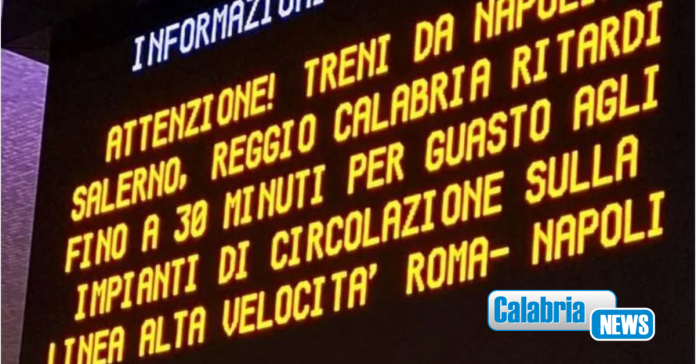 INFORMAZIONI
ATTENZIONE! TRENI DA NAPOLI,
SALERNO, REGGIO CALABRIA RITARDI
FINO A 30 MINUTI PER GUASTO AGLI
IMPIANTI DI CIRCOLAZIONE SULLA
LINEA ALTA VELOCITA' ROMA- NAPOLI
Calabria
NEWS